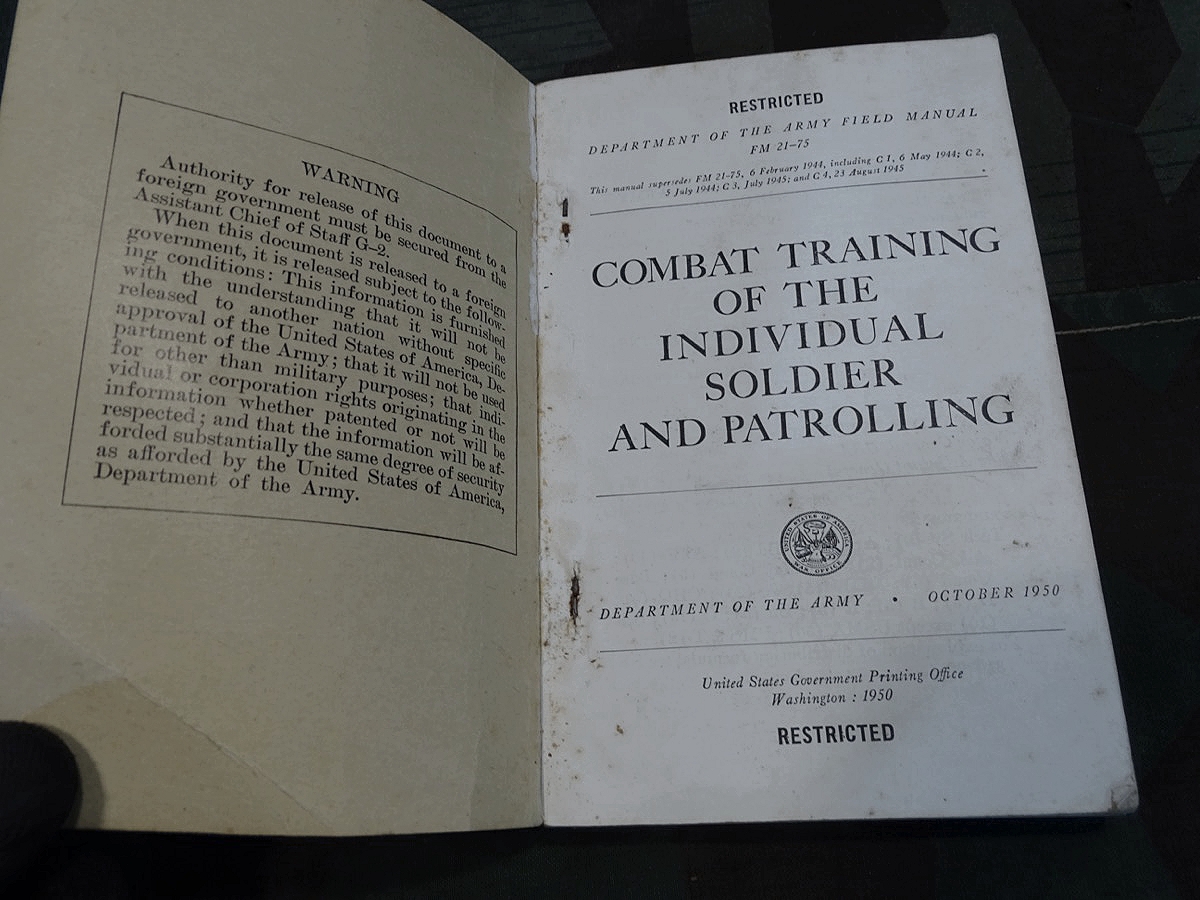 WARNING
Authority for release of this document to a
foreign government must be secured from the
Assistant Chief of Staff G-2.
When this document is released to a foreign
government, it is released subject to the follow-
ing conditions: This information is furnished
with the understanding that it will not be
released to another nation without specific
approval of the United States of America, De-
partment of the Army; that it will not be used
for other than military purposes; that indi-
vidual or corporation rights originating in the
information whether patented or not will be
respected; and that the information will be af-
forded substantially the same degree of security
as afforded by the United States of America,
Department of the Army.
RESTRICTED
DEPARTMENT OF THE ARMY FIELD MANUAL
FM 21-75
This manual supersedes FM 21-75, 6 February 1944, including C 1, 6 May 1944; C 2,
5 July 1944; C 3, July 1945; and C 4, 23 August 1945
COMBAT TRAINING
OF THE
INDIVIDUAL
SOLDIER
AND PATROLLING
UNITED STATES OF AMERICA
WAR OFFICE
DEPARTMENT OF THE ARMY • OCTOBER 1950
United States Government Printing Office
Washington : 1950
RESTRICTED